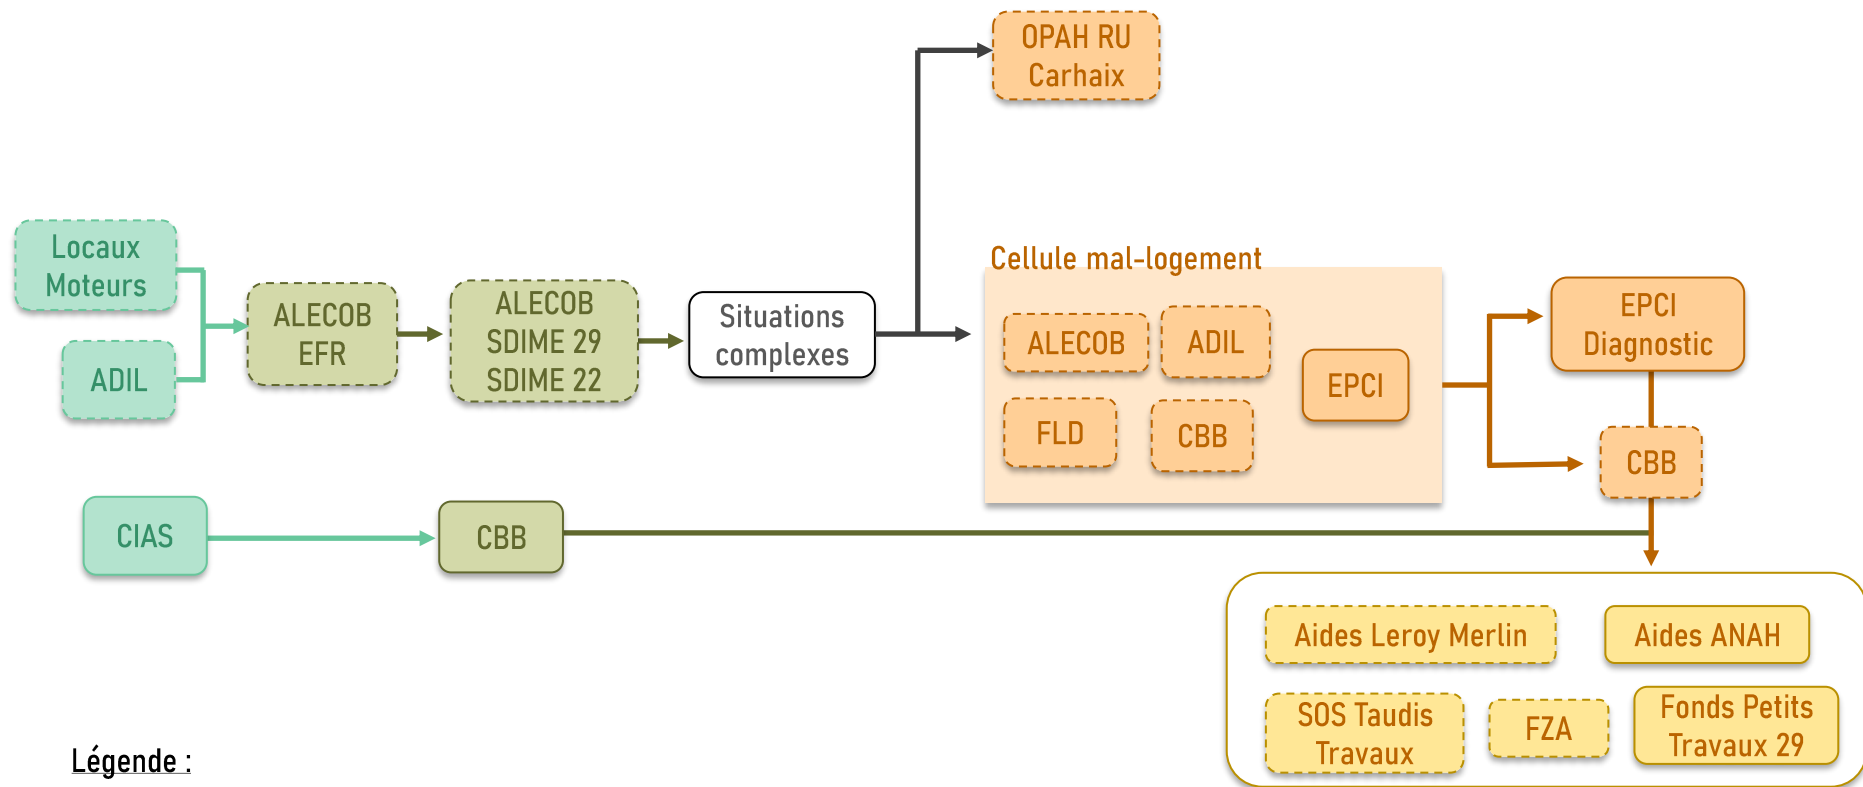 OPAH RU
Carhaix
Locaux
Moteurs
ADIL
ALECOB
EFR
ALECOB
SDIME 29
SDIME 22
Situations
complexes
Cellule mal-logement
ALECOB
ADIL
EPCI
FLD
CBB
EPCI
Diagnostic
CBB
CIAS
CBB
Aides Leroy Merlin
Aides ANAH
SOS Taudis
Travaux
FZA
Fonds Petits
Travaux 29
Légende :